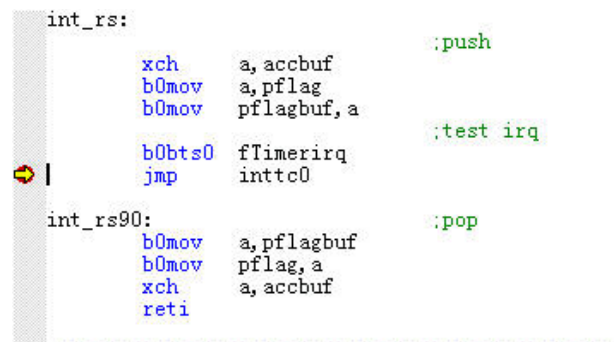 int_rs:
;push
xch a,accbuf
b0mov a,pflag
b0mov pflagbuf,a
;test irq
b0bts0 fTimerirq
jmp inttc0
int_rs90: ;pop
b0mov a,pflagbuf
b0mov pflag,a
xch a,accbuf
reti